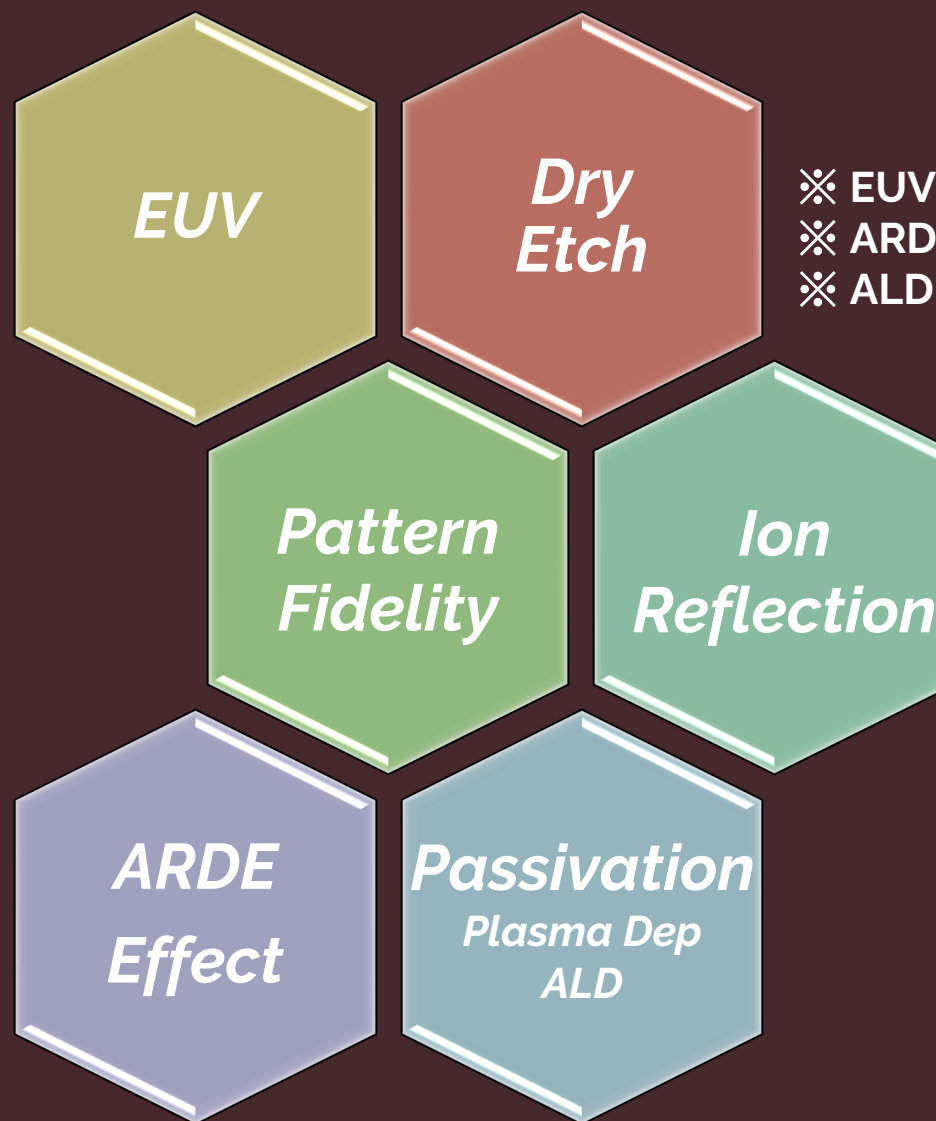 EUV
Dry
Etch
※ EUV
※ ARD
※ ALD
Pattern
Fidelity
Ion
Reflection
ARDE
Effect
Passivation
Plasma Dep
ALD